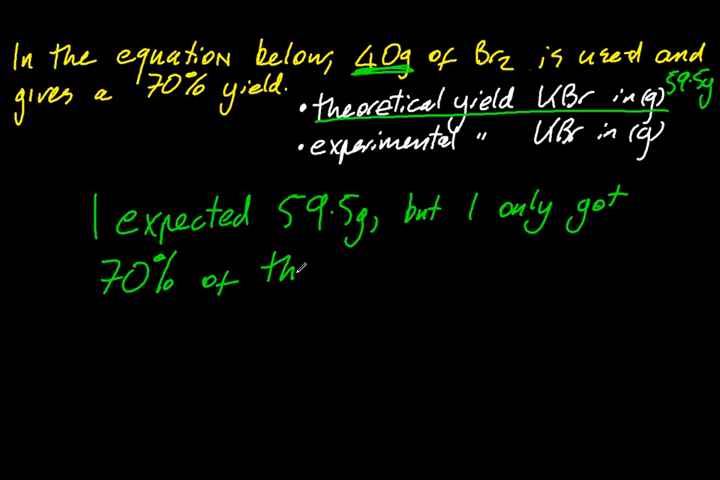 In the equation below, 40g of Br2 is used and
gives a 70% yield.
• theoretical yield KBr in (g) 59.5g
• experimental " KBr in (g)
I expected 59.5g, but I only got
70% of th